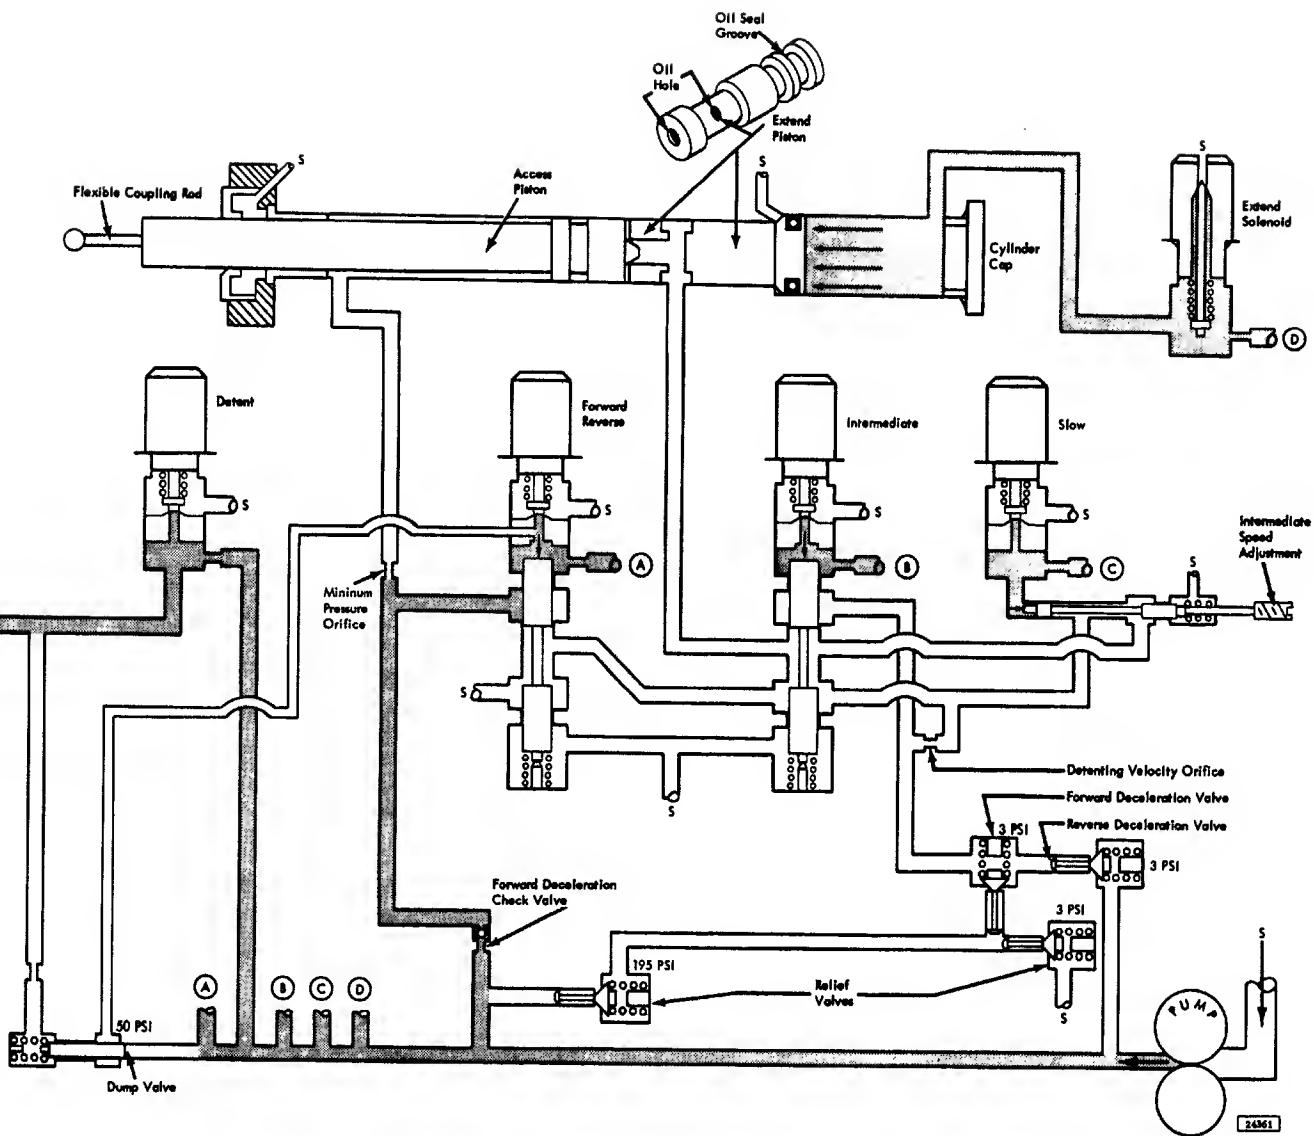 Oil Seal
Groove
Oil
Hole
Extend
Piston
S
S
S
Flexible Coupling Rod
Access
Piston
Extend
Solenoid
Cylinder
Cap
D
Detent
Forward
Reverse
Intermediate
Slow
S
S
S
S
Intermediate
Speed
Adjustment
S
A
B
C
Mininum
Pressure
Orifice
S
Detenting Velocity Orifice
Forward Deceleration Valve
S
3 PSI
Reverse Deceleration Valve
3 PSI
Forward Deceleration
Check Valve
3 PSI
S
195 PSI
Relief
Valves
A
B
C
D
S
PUMP
50 PSI
Dump Valve
24361